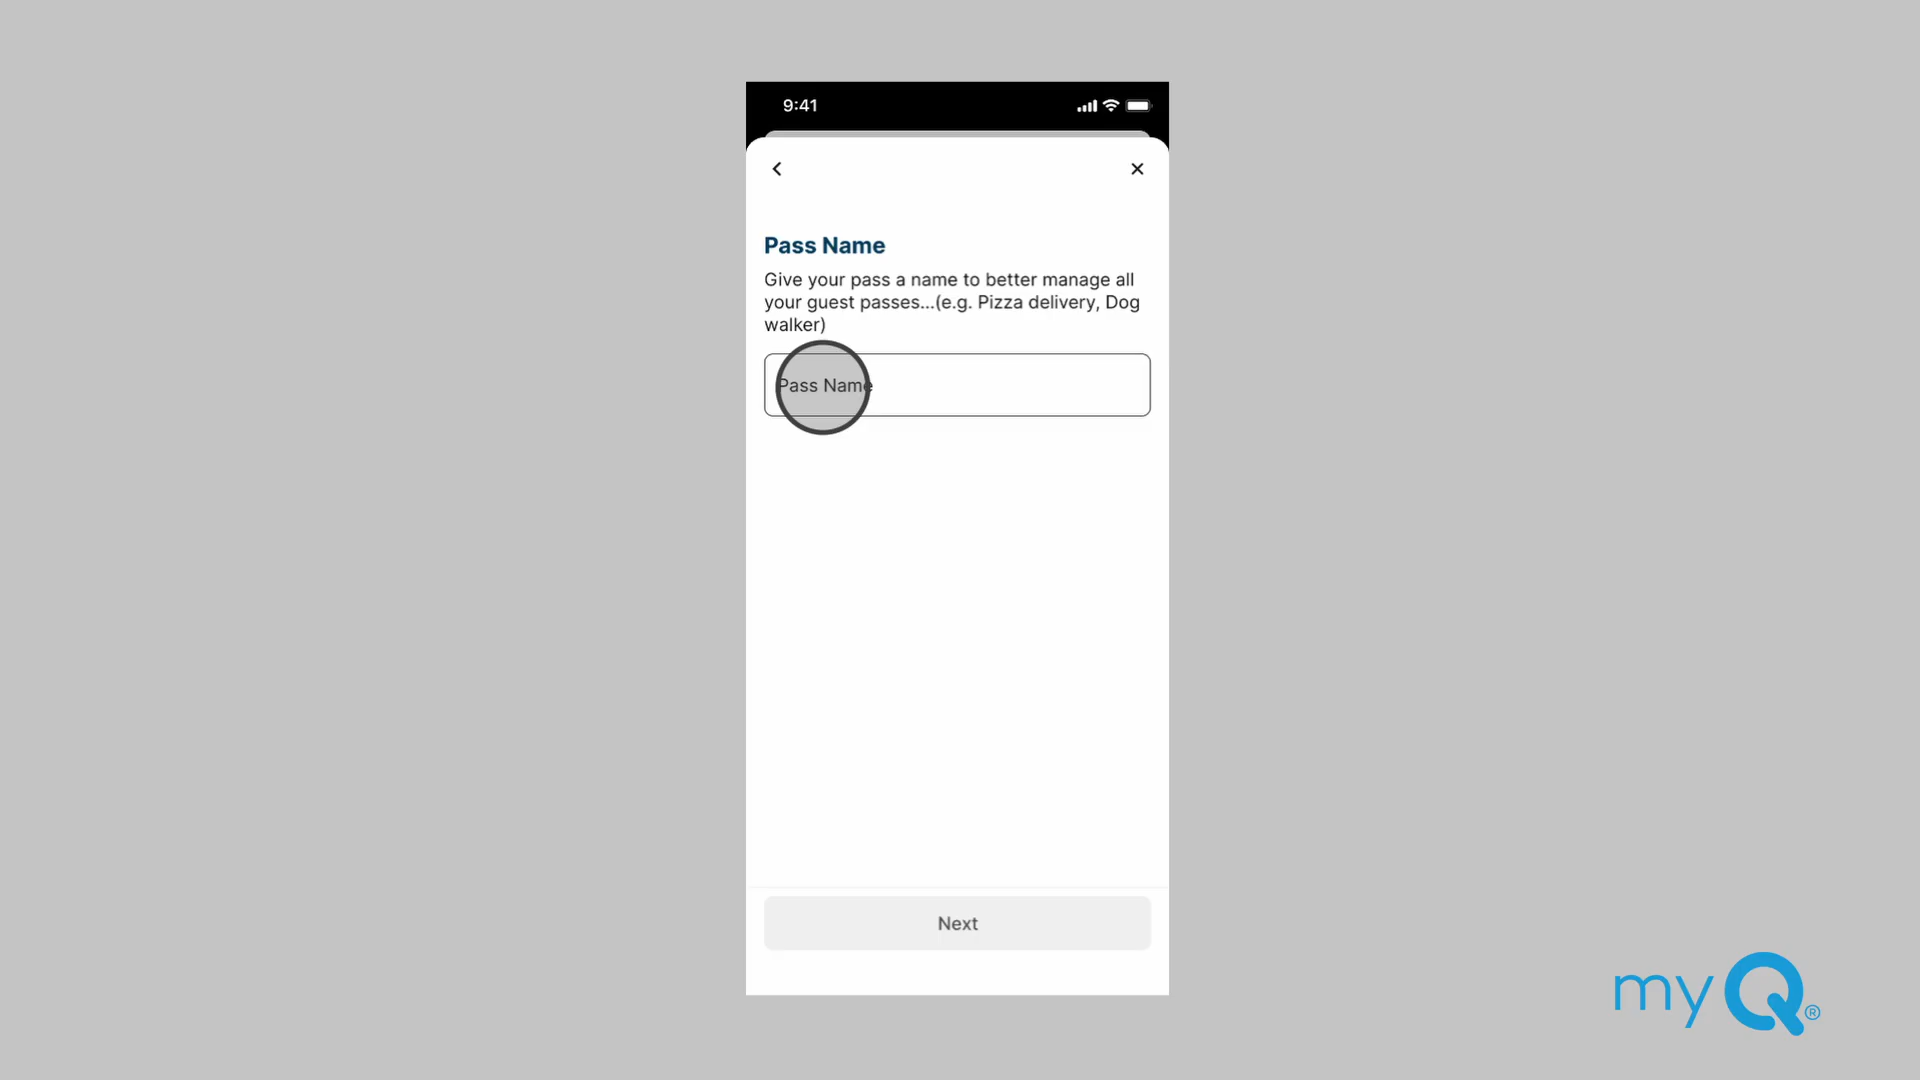 9:41
Pass Name
Give your pass a name to better manage all
your guest passes...(e.g. Pizza delivery, Dog
walker)
Pass Name
Next
myQ®